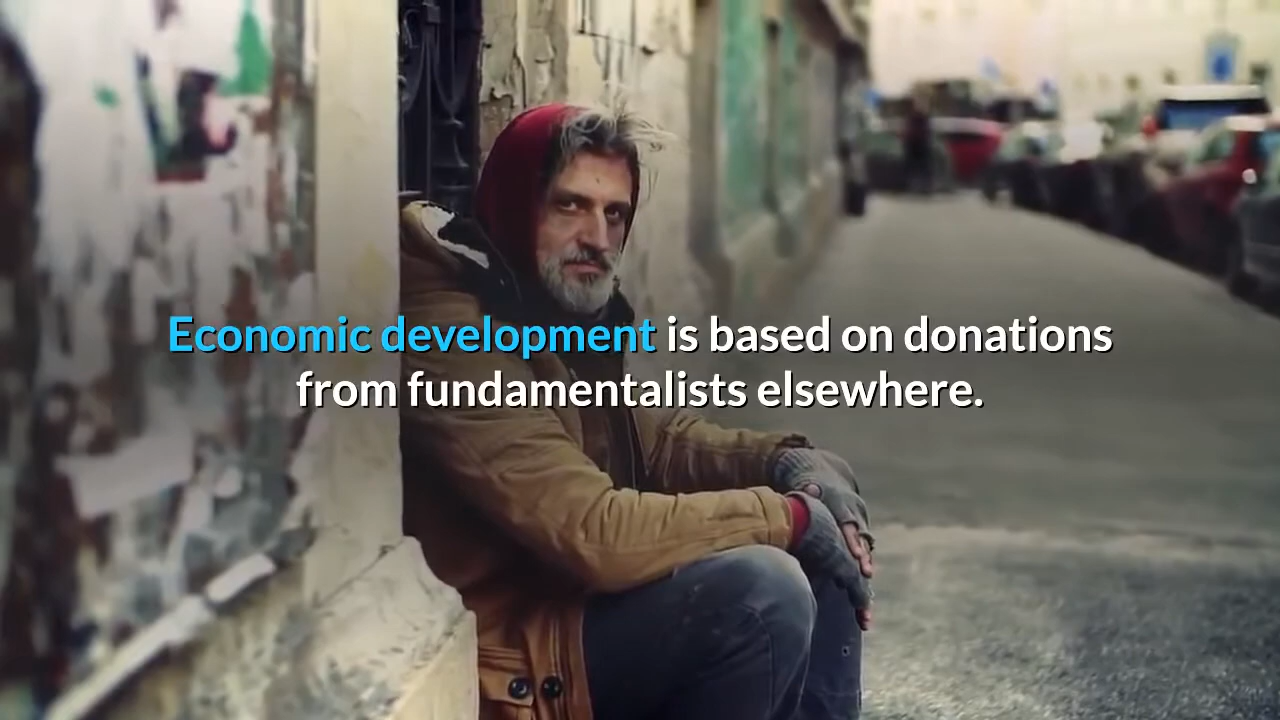 Economic development is based on donations
from fundamentalists elsewhere.